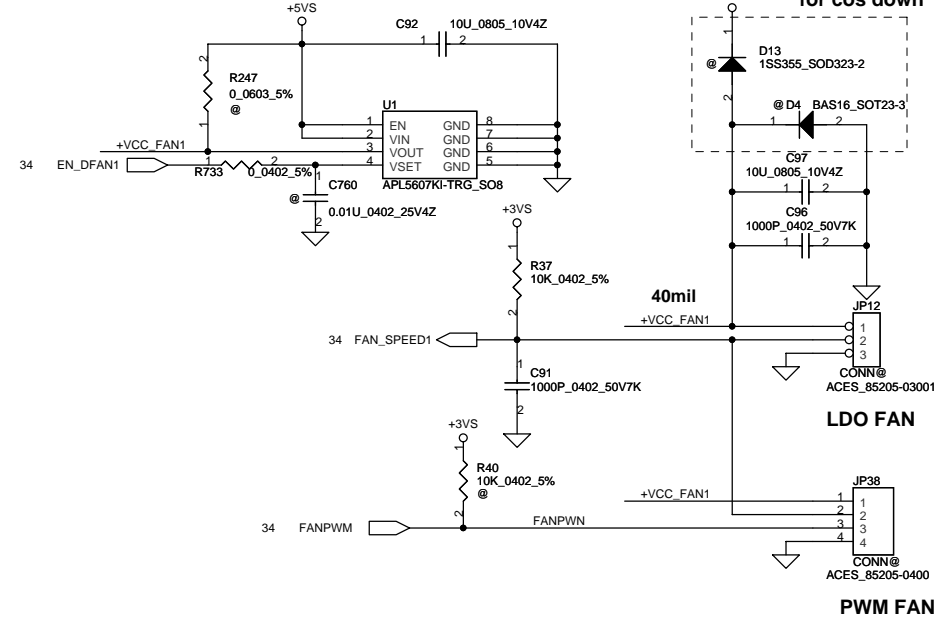 for cos down
+5VS
C92
10U_0805_10V4Z
1 2
2
R247
0_0603_5%
@
1
U1
1 EN GND 8
2 VIN GND 7
3 VOUT GND 6
4 VSET GND 5
APL5607KI-TRG_SO8
+VCC_FAN1
34 EN_DFAN1
1 2
R733 0_0402_5%
1
@ C760
0.01U_0402_25V4Z
2
1
D13
@ 1SS355_SOD323-2
2
@ D4 BAS16_SOT23-3
1 2
C97
10U_0805_10V4Z
1 2
C96
1000P_0402_50V7K
1 2
+3VS
1
R37
10K_0402_5%
2
40mil
+VCC_FAN1
34 FAN_SPEED1
1
C91
1000P_0402_50V7K
2
JP12
1
2
3
CONN@
ACES_85205-03001
LDO FAN
+3VS
1
R40
10K_0402_5%
@
2
34 FANPWM
FANPWN
+VCC_FAN1
JP38
1 1
2 2
3 3
4 4
CONN@
ACES_85205-0400
PWM FAN